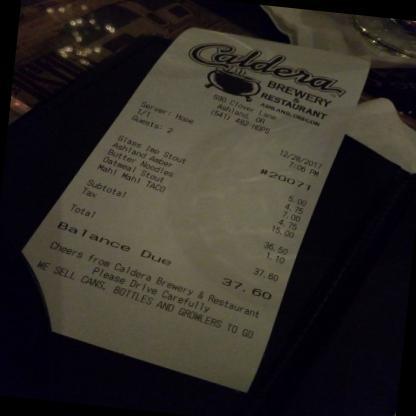 Caldera
BREWERY
&
RESTAURANT
ASHLAND, OREGON
590 Clover Lane
Ashland, OR
(541) 482 HOPS
Server: Hope 12/28/2017
1/1 7:06 PM
Guests: 2 #20071
Glass Imp Stout 5.00
Ashland Amber 4.75
Butter Noodles 7.00
Oatmeal Stout 4.75
Mahi Mahi TACO 15.00
Subtotal 36.50
Tax 1.10
Total 37.60
Balance Due 37.60
Cheers from Caldera Brewery & Restaurant
Please Drive Carefully
WE SELL CANS, BOTTLES AND GROWLERS TO GO